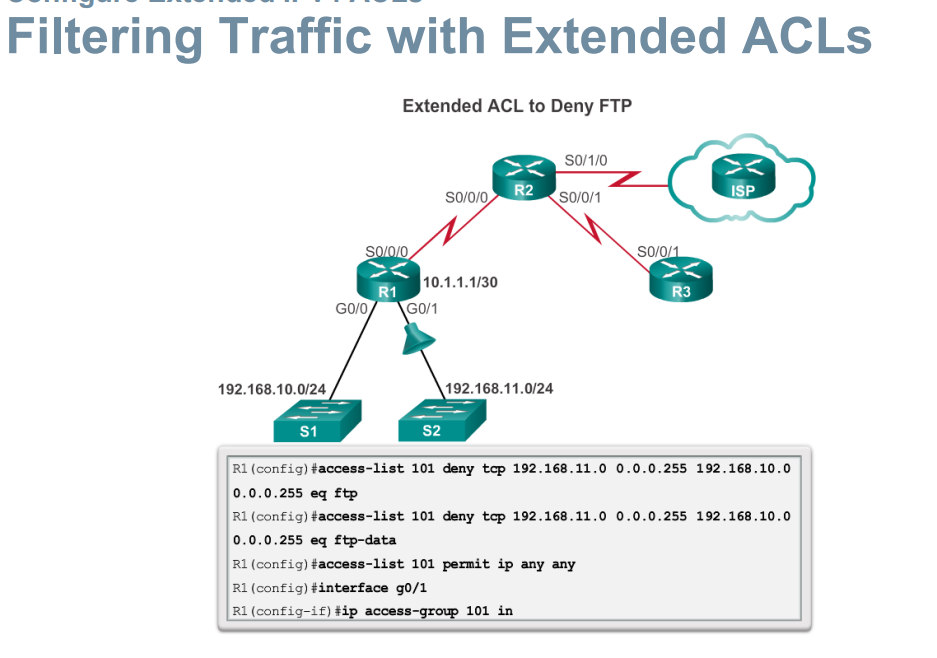 Configure Extended IPv4 ACLs
Filtering Traffic with Extended ACLs
Extended ACL to Deny FTP
S0/1/0
R2
ISP
S0/0/0
S0/0/1
S0/0/0
S0/0/1
R1
10.1.1.1/30
R3
G0/0
G0/1
192.168.10.0/24
192.168.11.0/24
S1
S2
R1(config)#access-list 101 deny tcp 192.168.11.0 0.0.0.255 192.168.10.0
0.0.0.255 eq ftp
R1(config)#access-list 101 deny tcp 192.168.11.0 0.0.0.255 192.168.10.0
0.0.0.255 eq ftp-data
R1(config)#access-list 101 permit ip any any
R1(config)#interface g0/1
R1(config-if)#ip access-group 101 in